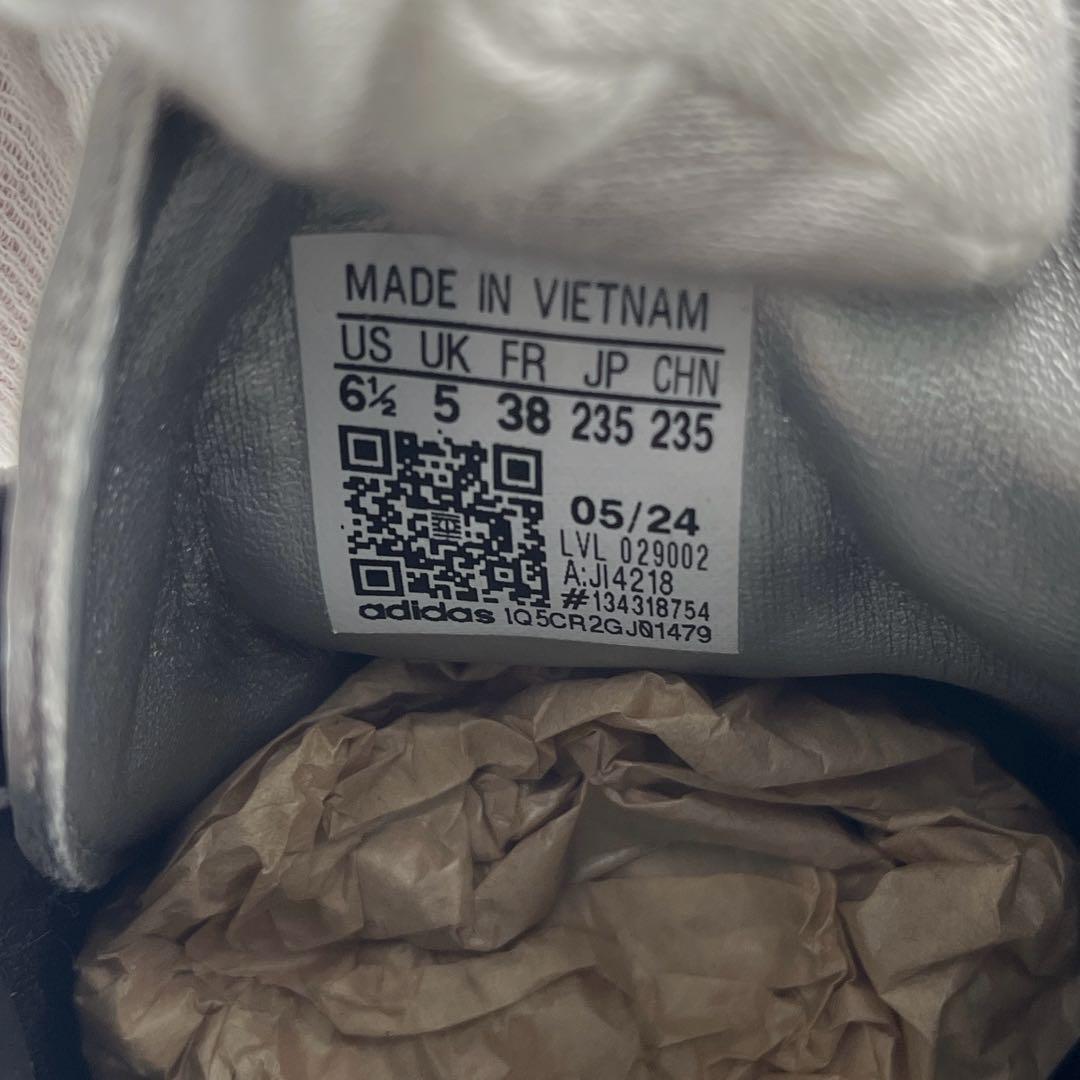 MADE IN VIETNAM
US UK FR JP CHN
6½ 5 38 235 235
05/24
LVL 029002
A:JI4218
#134318754
adidas 1Q5CR2GJ01479